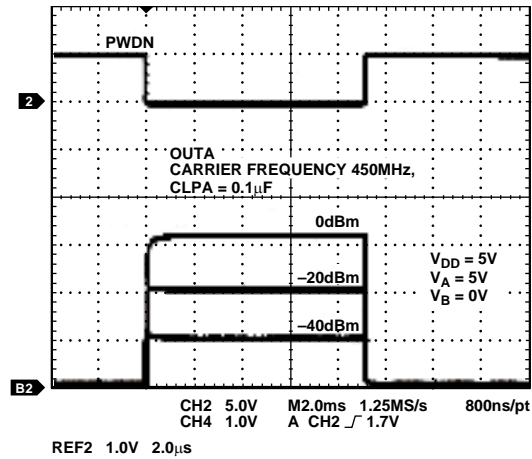 PWDN
2
OUTA
CARRIER FREQUENCY 450MHz,
CLPA = 0.1µF
0dBm
VDD = 5V
–20dBm
VA = 5V
VB = 0V
–40dBm
B2
CH2 5.0V M2.0ms 1.25MS/s 800ns/pt
CH4 1.0V A CH2 1.7V
REF2 1.0V 2.0µs